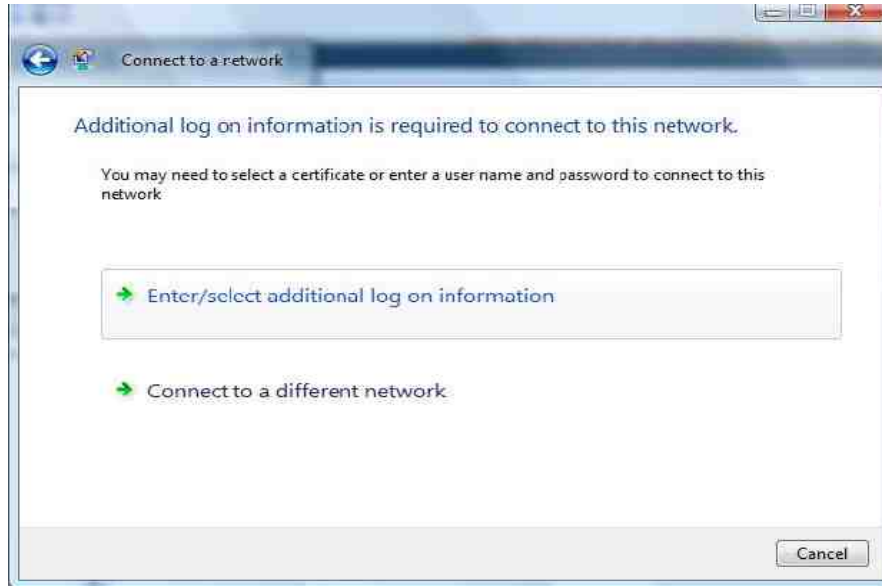 Connect to a network
Additional log on information is required to connect to this network.
You may need to select a certificate or enter a user name and password to connect to this
network
Enter/select additional log on information
Connect to a different network
Cancel